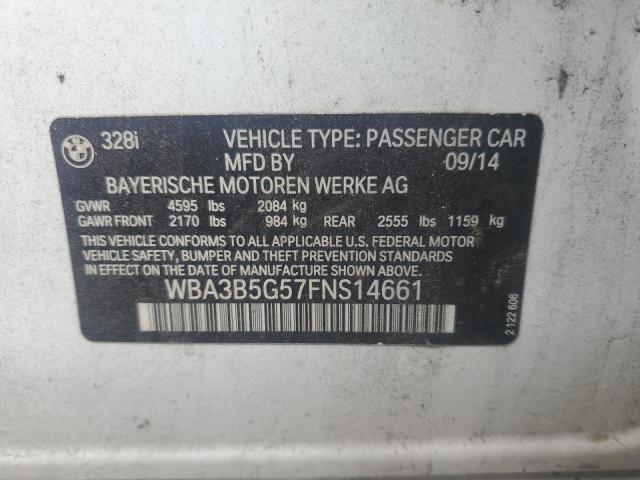 BMW 328i VEHICLE TYPE: PASSENGER CAR
MFD BY 09/14
BAYERISCHE MOTOREN WERKE AG
GVWR 4595 lbs 2084 kg
GAWR FRONT 2170 lbs 984 kg REAR 2555 lbs 1159 kg
THIS VEHICLE CONFORMS TO ALL APPLICABLE U.S. FEDERAL MOTOR
VEHICLE SAFETY, BUMPER AND THEFT PREVENTION STANDARDS
IN EFFECT ON THE DATE OF MANUFACTURE SHOWN ABOVE.
WBA3B5G57FNS14661
2 122 606